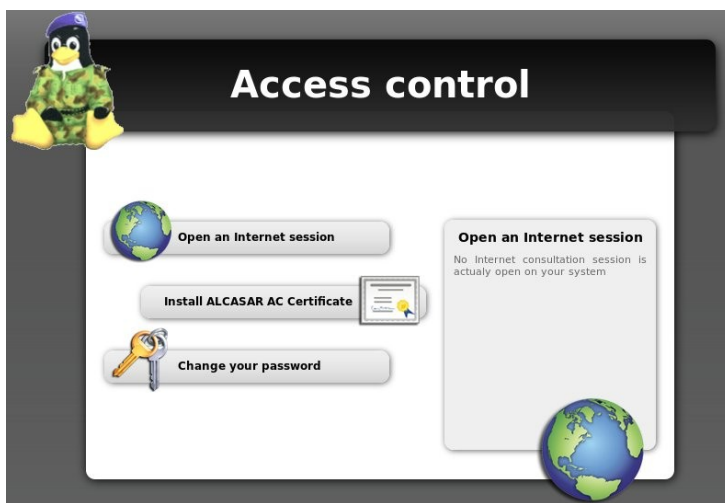 Access control
Open an Internet session
Install ALCASAR AC Certificate
Change your password
Open an Internet session
No Internet consultation session is
actualy open on your system